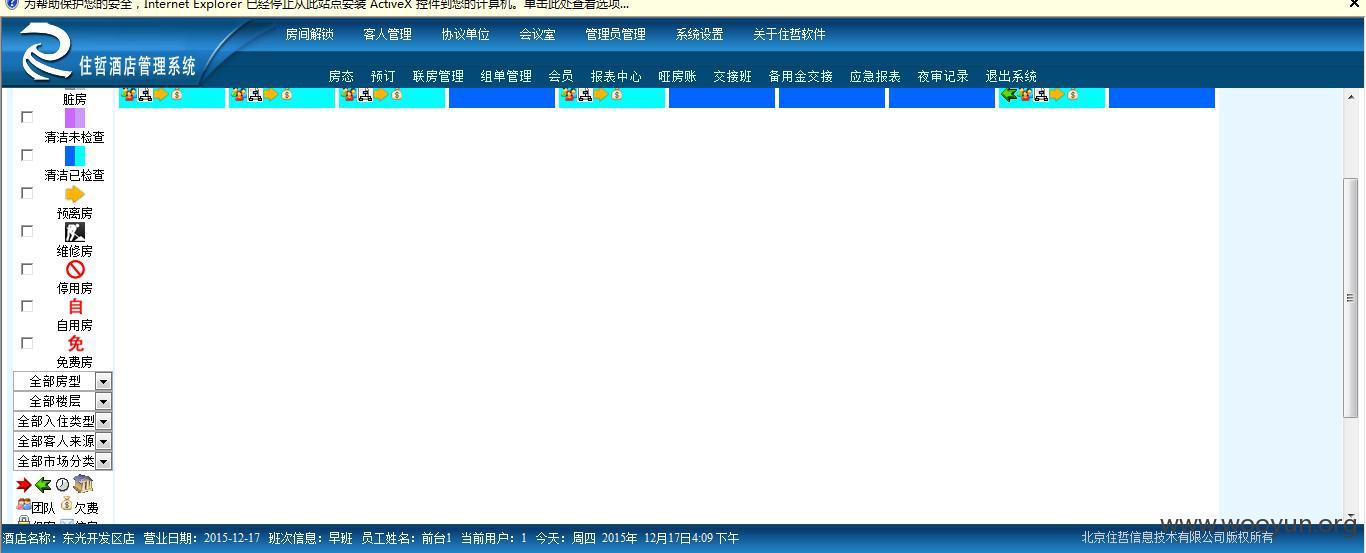 为帮助保护您的安全，Internet Explorer 已经停止从此站点安装 ActiveX 控件到您的计算机。单击此处查看选项...
住哲酒店管理系统
房间解锁 客人管理 协议单位 会议室 管理员管理 系统设置 关于住哲软件
房态 预订 联房管理 组单管理 会员 报表中心 哑房账 交接班 备用金交接 应急报表 夜审记录 退出系统
脏房
清洁未检查
清洁已检查
预离房
维修房
停用房
自
自用房
免
免费房
全部房型
全部楼层
全部入住类型
全部客人来源
全部市场分类
团队 欠费
酒店名称：东光开发区店 营业日期：2015-12-17 班次信息：早班 员工姓名：前台1 当前用户：1 今天：周四 2015年 12月17日4:09下午
北京住哲信息技术有限公司版权所有
www.wooyun.org